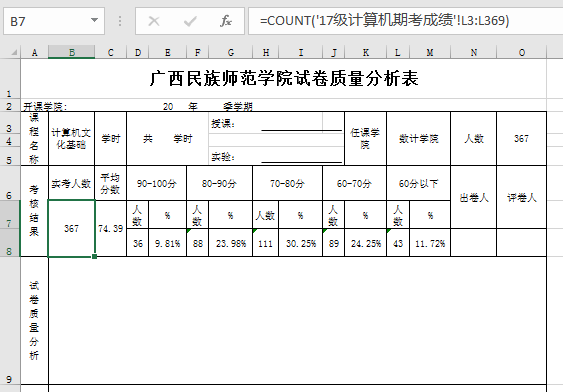 B7 =COUNT('17级计算机期考成绩'!L3:L369)
A B C D E F G H I J K L M N O
1 广西民族师范学院试卷质量分析表
2 开课学院: 20 年 季学期
3 课程名称 计算机文化基础 学时 共 学时 授课: 任课学院 数计学院 人数 367
4
5 实验:
6 考核结果 实考人数 平均分数 90-100分 80-90分 70-80分 60-70分 60分以下 出卷人 评卷人
7 367 74.39 人数 % 人数 % 人数 % 人数 % 人数 %
8 36 9.81% 88 23.98% 111 30.25% 89 24.25% 43 11.72%
9 试卷质量分析